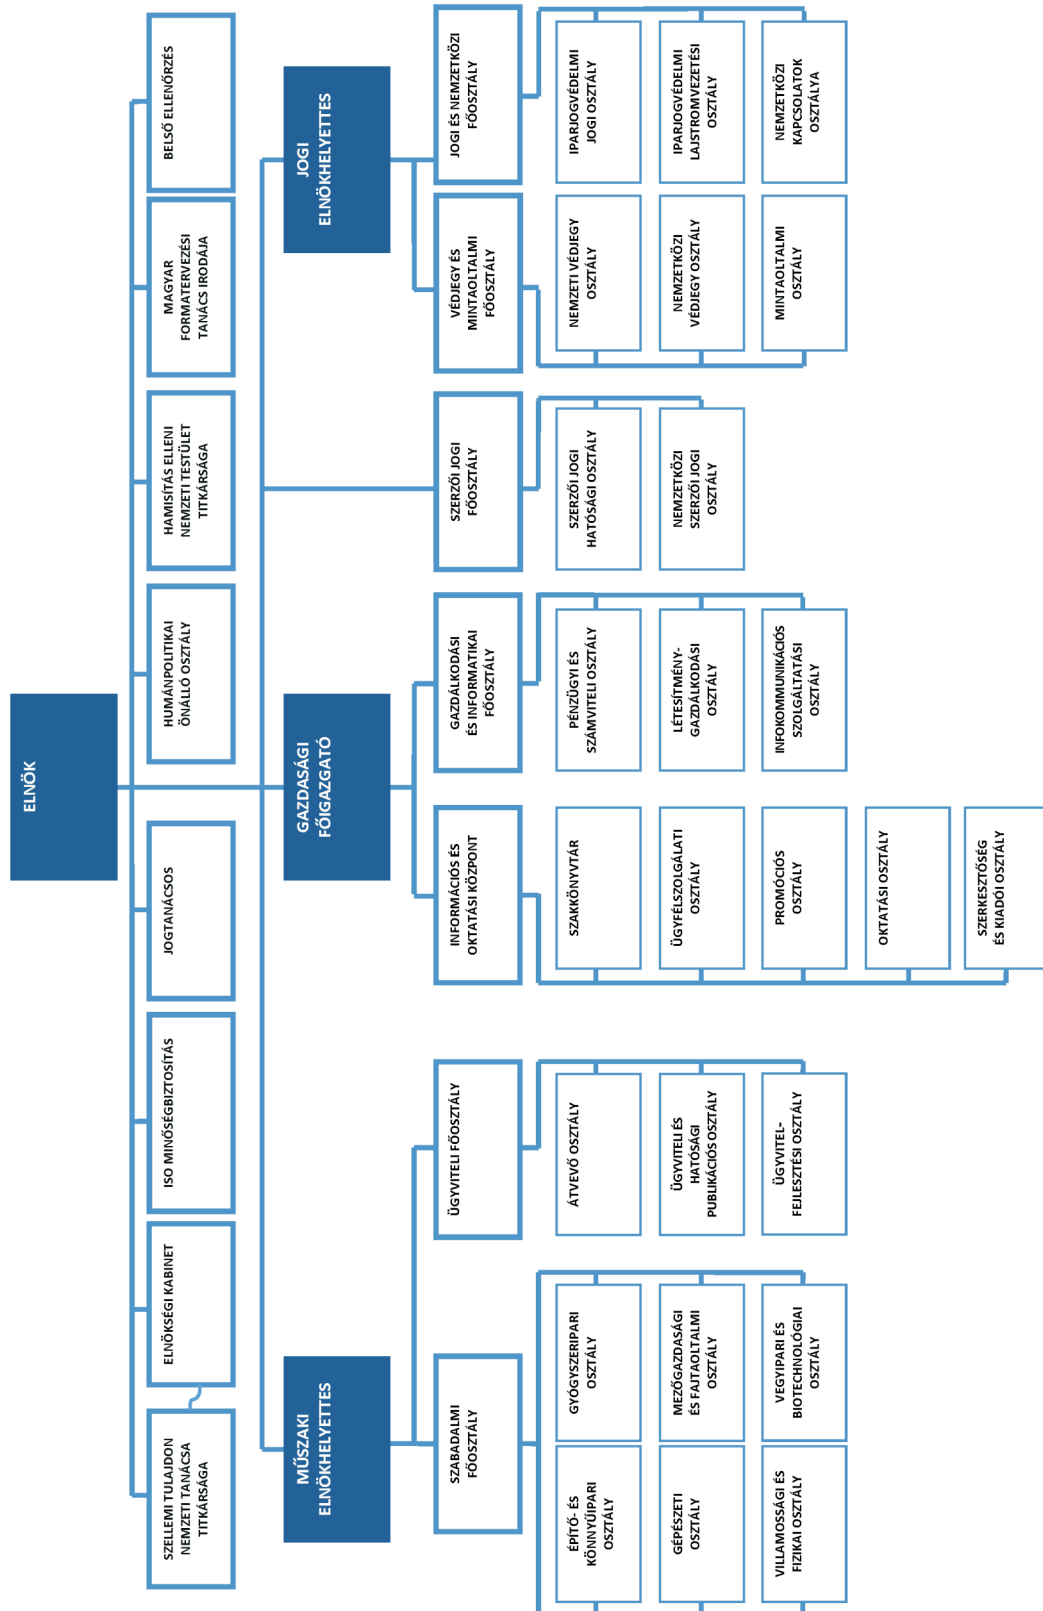 ELNÖK
SZELLEMI TULAJDON
NEMZETI TANÁCSA
TITKÁRSÁGA
ELNÖKSÉGI KABINET
ISO MINŐSÉGBIZTOSÍTÁS
JOGTANÁCSOS
HUMÁNPOLITIKAI
ÖNÁLLÓ OSZTÁLY
HAMISÍTÁS ELLENI
NEMZETI TESTÜLET
TITKÁRSÁGA
MAGYAR
FORMATERVEZÉSI
TANÁCS IRODÁJA
BELSŐ ELLENŐRZÉS
MŰSZAKI
ELNÖKHELYETTES
GAZDASÁGI
FŐIGAZGATÓ
JOGI
ELNÖKHELYETTES
SZABADALMI
FŐOSZTÁLY
ÜGYVITELI FŐOSZTÁLY
INFORMÁCIÓS ÉS
OKTATÁSI KÖZPONT
GAZDÁLKODÁSI
ÉS INFORMATIKAI
FŐOSZTÁLY
SZERZŐI JOGI
FŐOSZTÁLY
VÉDJEGY ÉS
MINTAOLTALMI
FŐOSZTÁLY
JOGI ÉS NEMZETKÖZI
FŐOSZTÁLY
ÉPÍTŐ- ÉS
KÖNNYŰIPARI
OSZTÁLY
GYÓGYSZERIPARI
OSZTÁLY
ÁTVEVŐ OSZTÁLY
SZAKKÖNYVTÁR
PÉNZÜGYI ÉS
SZÁMVITELI OSZTÁLY
SZERZŐI JOGI
HATÓSÁGI OSZTÁLY
NEMZETI VÉDJEGY
OSZTÁLY
IPARJOGVÉDELMI
JOGI OSZTÁLY
GÉPÉSZETI
OSZTÁLY
MEZŐGAZDASÁGI
ÉS FAJTAOLTALMI
OSZTÁLY
ÜGYVITELI ÉS
HATÓSÁGI
PUBLIKÁCIÓS OSZTÁLY
ÜGYFÉLSZOLGÁLATI
OSZTÁLY
LÉTESÍTMÉNY-
GAZDÁLKODÁSI
OSZTÁLY
NEMZETKÖZI
SZERZŐI JOGI
OSZTÁLY
NEMZETKÖZI
VÉDJEGY OSZTÁLY
IPARJOGVÉDELMI
LAJSTROMVEZETÉSI
OSZTÁLY
VILLAMOSSÁGI ÉS
FIZIKAI OSZTÁLY
VEGYIPARI ÉS
BIOTECHNOLÓGIAI
OSZTÁLY
ÜGYVITEL-
FEJLESZTÉSI OSZTÁLY
PROMÓCIÓS
OSZTÁLY
INFOKOMMUNIKÁCIÓS
SZOLGÁLTATÁSI
OSZTÁLY
MINTAOLTALMI
OSZTÁLY
NEMZETKÖZI
KAPCSOLATOK
OSZTÁLYA
OKTATÁSI OSZTÁLY
SZERKESZTŐSÉG
ÉS KIADÓI OSZTÁLY